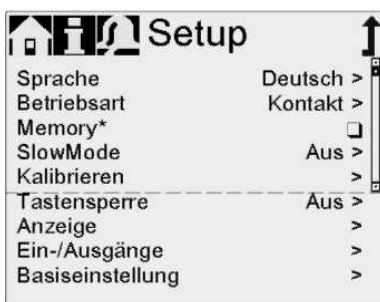 Setup
Sprache Deutsch >
Betriebsart Kontakt >
Memory*
SlowMode Aus >
Kalibrieren >
Tastensperre Aus >
Anzeige >
Ein-/Ausgänge >
Basiseinstellung >